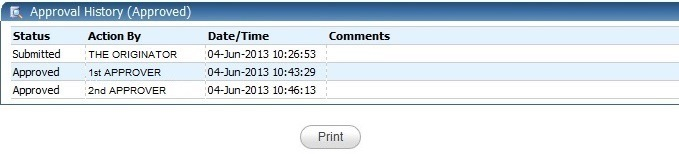 Approval History (Approved)
Status Action By Date/Time Comments
Submitted THE ORIGINATOR 04-Jun-2013 10:26:53
Approved 1st APPROVER 04-Jun-2013 10:43:29
Approved 2nd APPROVER 04-Jun-2013 10:46:13
Print